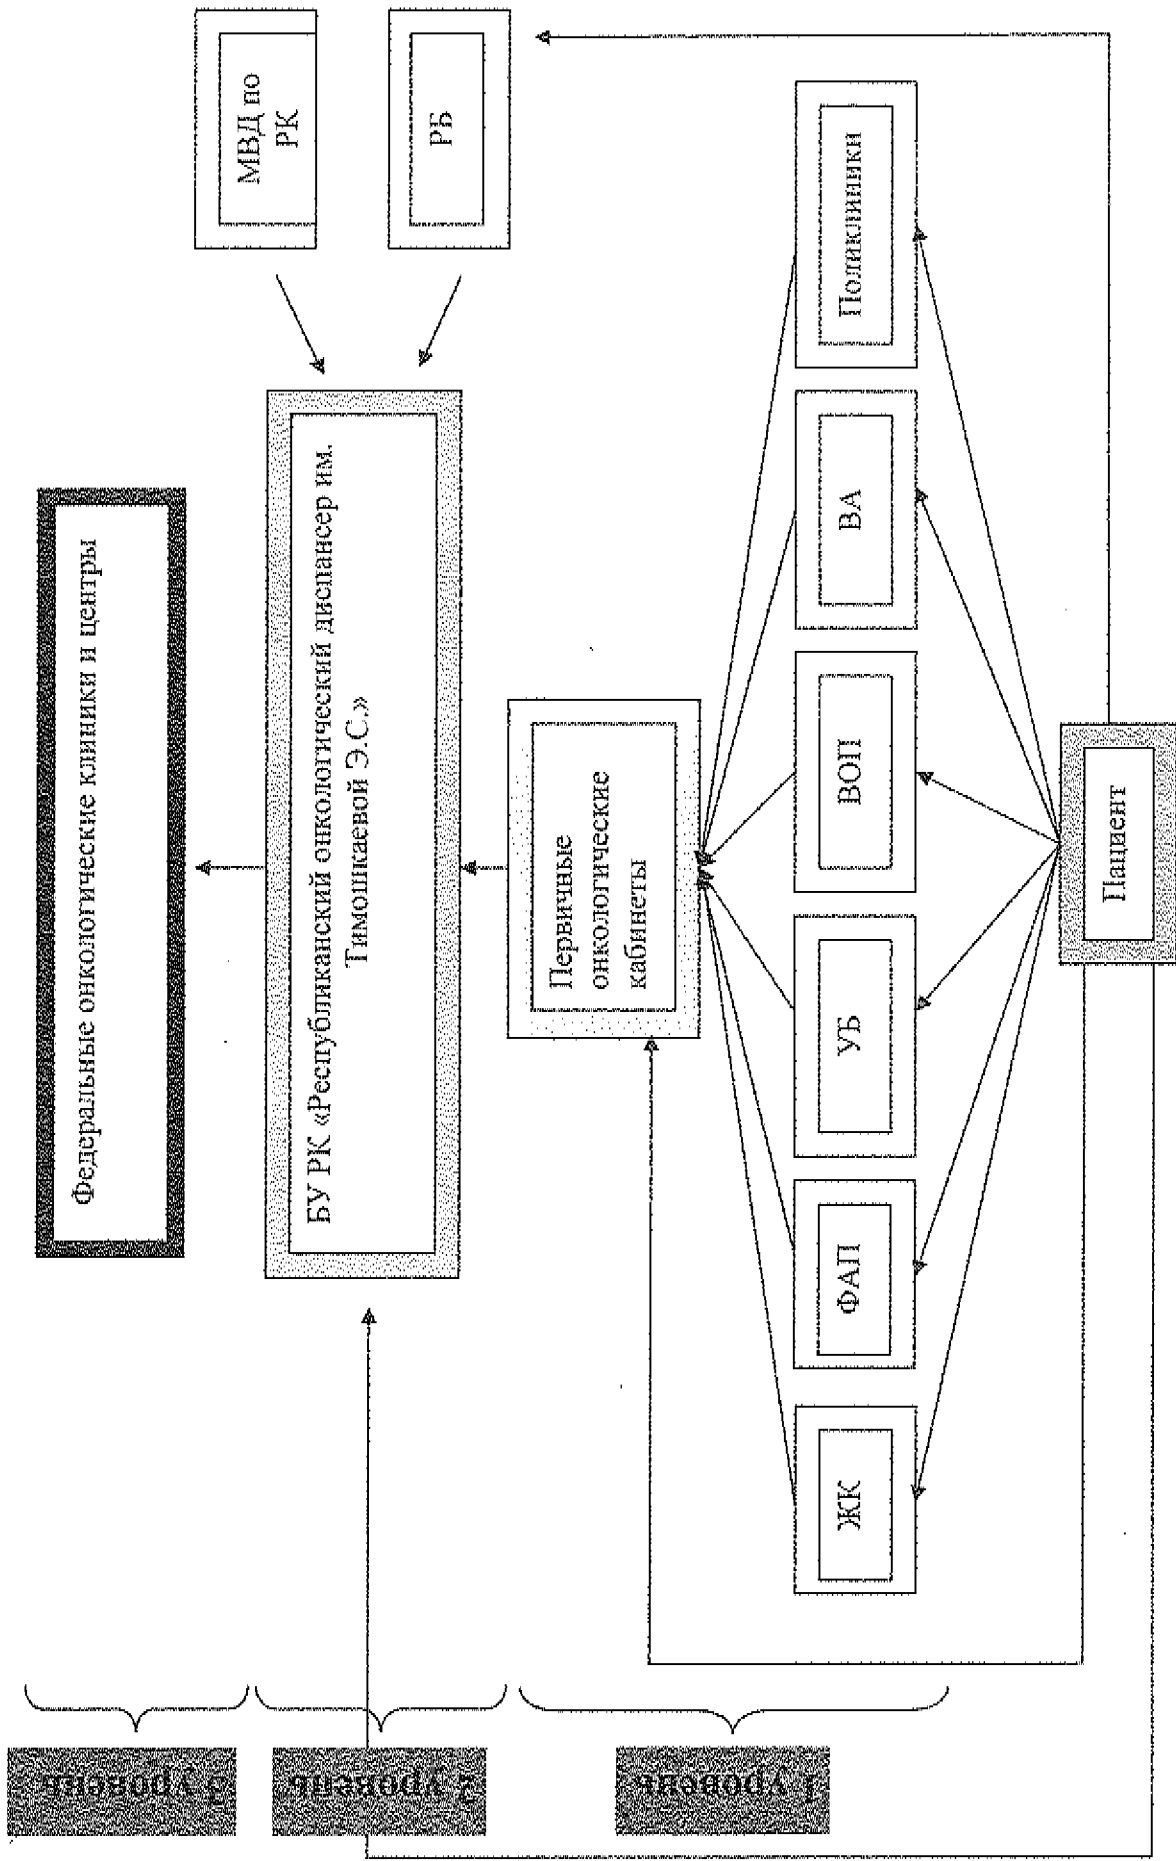 3 уровень
Федеральные онкологические клиники и центры
2 уровень
БУ РК «Республиканский онкологический диспансер им.
Тимошкаевой Э.С.»
МВД по
РК
РБ
1 уровень
Первичные
онкологические
кабинеты
ЖК
ФАП
УБ
ВОП
ВА
Поликлиники
Пациент